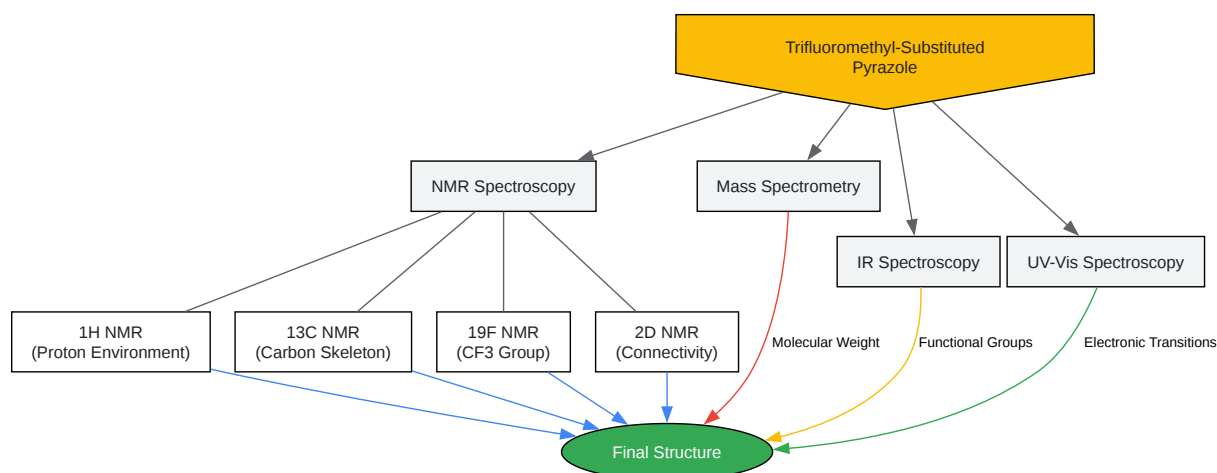 Trifluoromethyl-Substituted
Pyrazole
NMR Spectroscopy
Mass Spectrometry
IR Spectroscopy
UV-Vis Spectroscopy
1H NMR
(Proton Environment)
13C NMR
(Carbon Skeleton)
19F NMR
(CF3 Group)
2D NMR
(Connectivity)
Molecular Weight
Functional Groups
Electronic Transitions
Final Structure